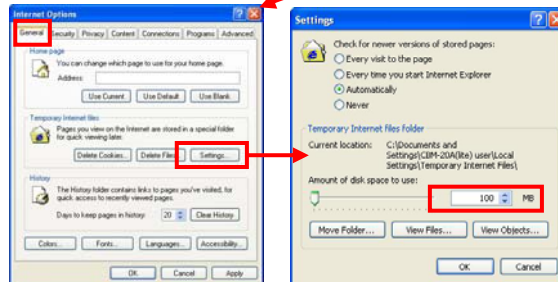 Internet Options
General Security Privacy Content Connections Programs Advanced
Home page
You can change which page to use for your home page.
Address:
Use Current Use Default Use Blank
Temporary Internet files
Pages you view on the Internet are stored in a special folder
for quick viewing later.
Delete Cookies... Delete Files... Settings...
History
The History folder contains links to pages you've visited, for
quick access to recently viewed pages.
Days to keep pages in history: 20 Clear History
Colors... Fonts... Languages... Accessibility...
OK Cancel Apply
Settings
Check for newer versions of stored pages:
Every visit to the page
Every time you start Internet Explorer
Automatically
Never
Temporary Internet files folder
Current location: C:\Documents and
Settings\CBM-20A(lite) user\Local
Settings\Temporary Internet Files\
Amount of disk space to use:
100 MB
Move Folder... View Files... View Objects...
OK Cancel